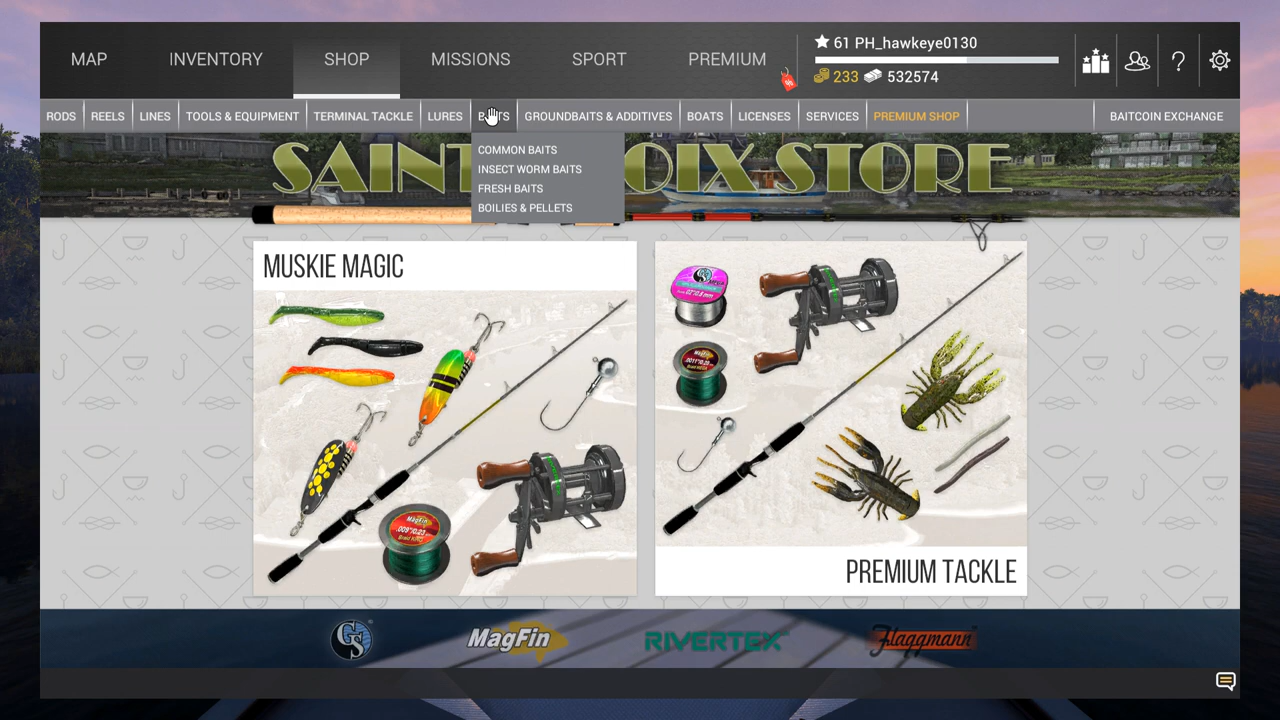 MAP INVENTORY SHOP MISSIONS SPORT PREMIUM
61 PH_hawkeye0130
233 532574
RODS REELS LINES TOOLS & EQUIPMENT TERMINAL TACKLE LURES GROUNDBAITS & ADDITIVES BOATS LICENSES SERVICES PREMIUM SHOP BAITCOIN EXCHANGE
COMMON BAITS
INSECT WORM BAITS
FRESH BAITS
BOILIES & PELLETS
STORE
MUSKIE MAGIC
PREMIUM TACKLE
MagFin RIVERTEX Flaggmann